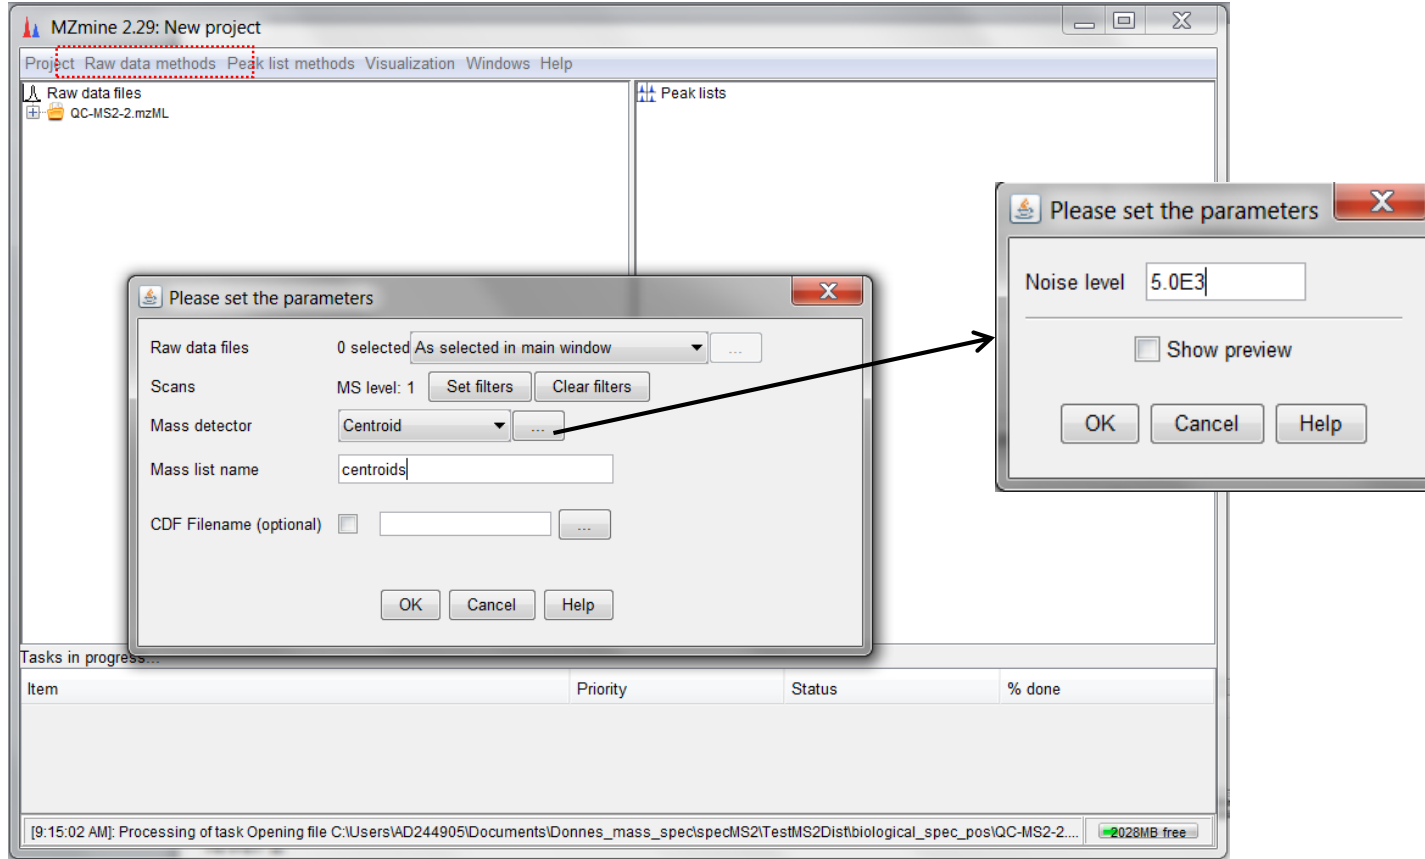 MZmine 2.29: New project
Project Raw data methods Peak list methods Visualization Windows Help
Raw data files
QC-MS2-2.mzML
Peak lists
Please set the parameters
Noise level 5.0E3
Show preview
OK Cancel Help
Please set the parameters
Raw data files 0 selected As selected in main window ...
Scans MS level: 1 Set filters Clear filters
Mass detector Centroid ...
Mass list name centroids
CDF Filename (optional) ...
OK Cancel Help
Tasks in progress...
Item Priority Status % done
[9:15:02 AM]: Processing of task Opening file C:\Users\AD244905\Documents\Donnes_mass_spec\specMS2\TestMS2Dist\biological_spec_pos\QC-MS2-2.... 2028MB free